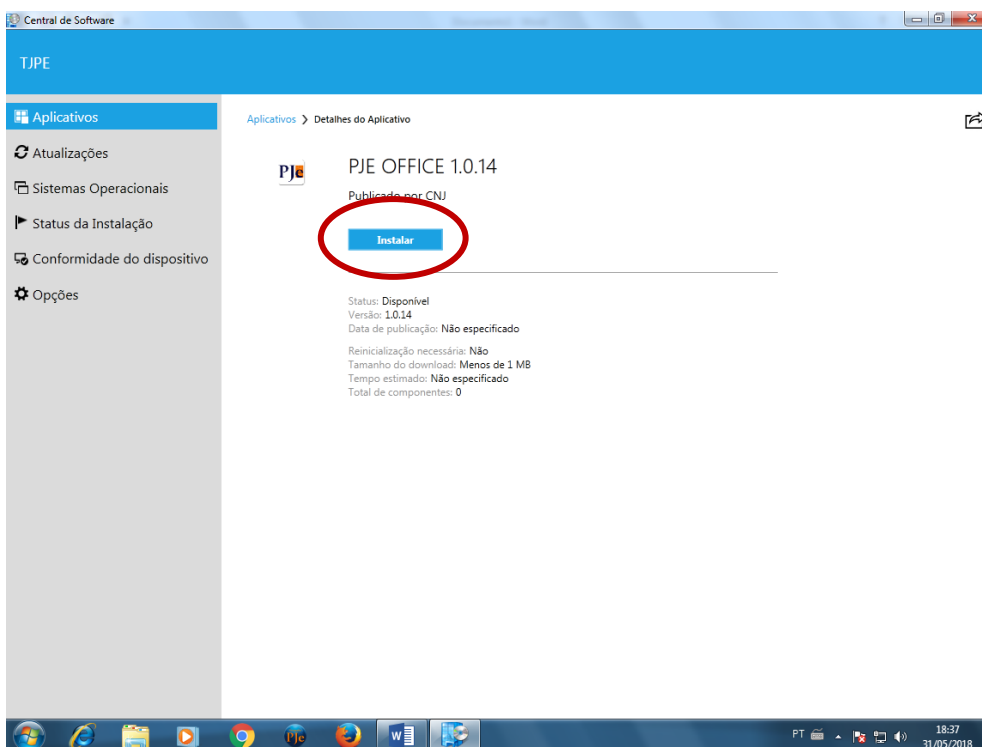 Central de Software
TJPE
Aplicativos
Atualizações
Sistemas Operacionais
Status da Instalação
Conformidade do dispositivo
Opções
Aplicativos > Detalhes do Aplicativo
PJe
PJE OFFICE 1.0.14
Publicado por CNJ
Instalar
Status: Disponível
Versão: 1.0.14
Data de publicação: Não especificado
Reinicialização necessária: Não
Tamanho do download: Menos de 1 MB
Tempo estimado: Não especificado
Total de componentes: 0
PJe
W
PT
18:37
31/05/2018